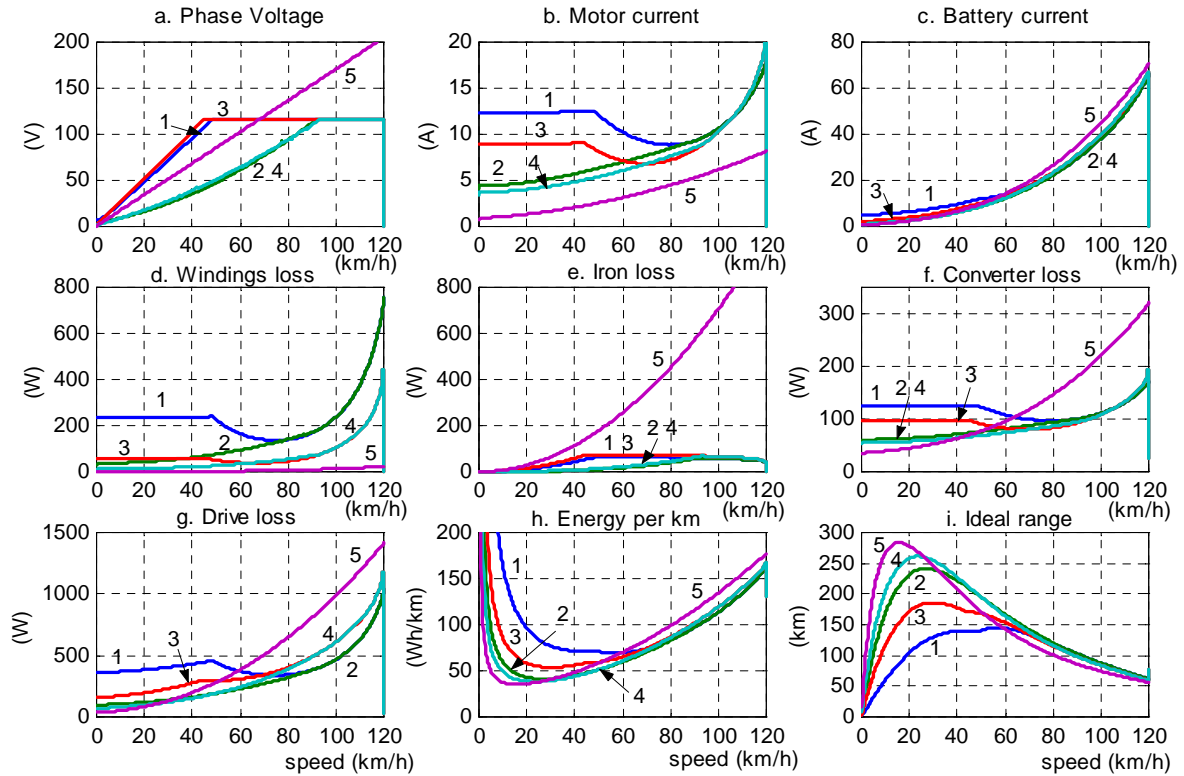 a. Phase Voltage
b. Motor current
c. Battery current
200
150
100
50
0
(V)
1
3
5
2 4
0 20 40 60 80 100 120
(km/h)
20
15
10
5
0
(A)
1
3
2
4
5
0 20 40 60 80 100 120
(km/h)
80
60
40
20
0
(A)
3
1
5
2 4
0 20 40 60 80 100 120
(km/h)
d. Windings loss
e. Iron loss
f. Converter loss
800
600
400
200
0
(W)
1
3
2
4
5
0 20 40 60 80 100 120
(km/h)
800
600
400
200
0
(W)
5
1 3
2 4
0 20 40 60 80 100 120
(km/h)
300
200
100
0
(W)
1
2 4
3
5
0 20 40 60 80 100 120
(km/h)
g. Drive loss
h. Energy per km
i. Ideal range
1500
1000
500
0
(W)
1
3
5
4
2
0 20 40 60 80 100 120
speed (km/h)
200
150
100
50
0
(Wh/km)
1
3
2
5
4
0 20 40 60 80 100 120
speed (km/h)
300
250
200
150
100
50
0
(km)
5
4
2
3
1
0 20 40 60 80 100 120
speed (km/h)